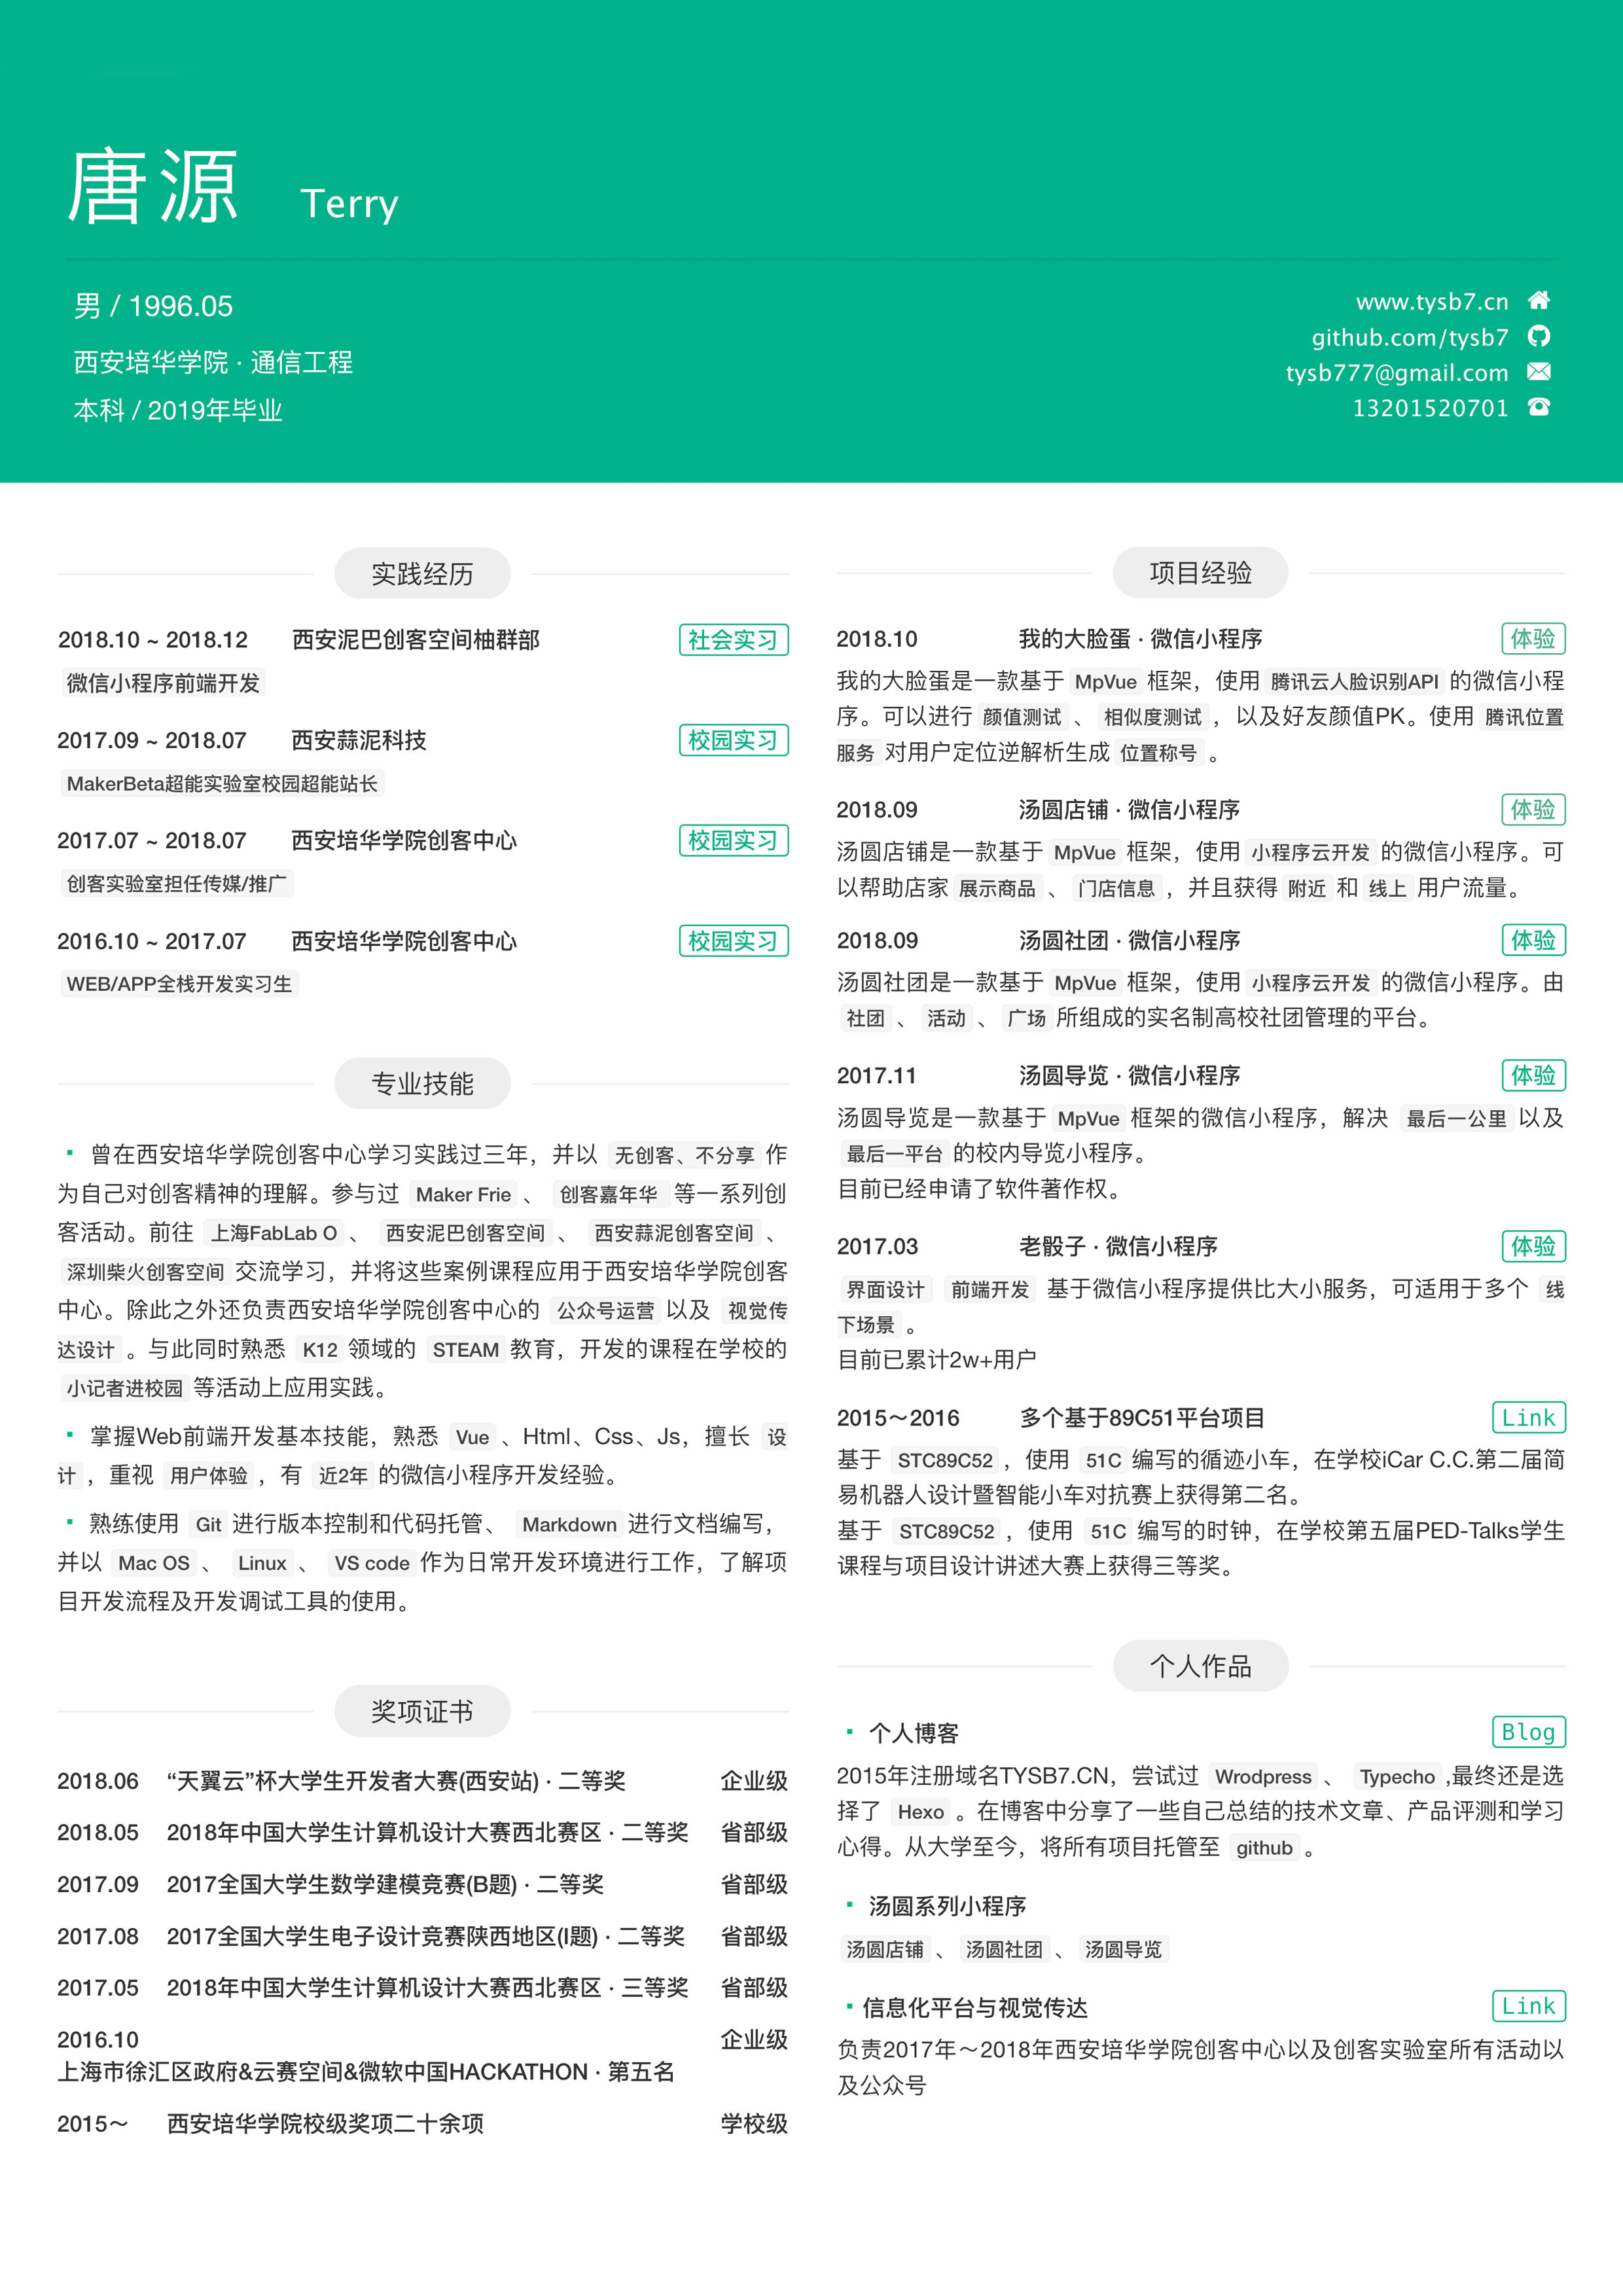 唐源 Terry
男 / 1996.05
西安培华学院 · 通信工程
本科 / 2019年毕业
www.tysb7.cn
github.com/tysb7
tysb777@gmail.com
13201520701
实践经历
2018.10 ~ 2018.12 西安泥巴创客空间柚群部 社会实习
微信小程序前端开发
2017.09 ~ 2018.07 西安蒜泥科技 校园实习
MakerBeta超能实验室校园超能站长
2017.07 ~ 2018.07 西安培华学院创客中心 校园实习
创客实验室担任传媒/推广
2016.10 ~ 2017.07 西安培华学院创客中心 校园实习
WEB/APP全栈开发实习生
专业技能
▪ 曾在西安培华学院创客中心学习实践过三年，并以 无创客、不分享 作
为自己对创客精神的理解。参与过 Maker Frie 、 创客嘉年华 等一系列创
客活动。前往 上海FabLab O 、 西安泥巴创客空间 、 西安蒜泥创客空间 、
深圳柴火创客空间 交流学习，并将这些案例课程应用于西安培华学院创客
中心。除此之外还负责西安培华学院创客中心的 公众号运营 以及 视觉传
达设计 。与此同时熟悉 K12 领域的 STEAM 教育，开发的课程在学校的
小记者进校园 等活动上应用实践。
▪ 掌握Web前端开发基本技能，熟悉 Vue 、Html、Css、Js，擅长 设
计 ，重视 用户体验 ，有 近2年 的微信小程序开发经验。
▪ 熟练使用 Git 进行版本控制和代码托管、 Markdown 进行文档编写，
并以 Mac OS 、 Linux 、 VS code 作为日常开发环境进行工作，了解项
目开发流程及开发调试工具的使用。
奖项证书
2018.06 “天翼云”杯大学生开发者大赛(西安站) · 二等奖 企业级
2018.05 2018年中国大学生计算机设计大赛西北赛区 · 二等奖 省部级
2017.09 2017全国大学生数学建模竞赛(B题) · 二等奖 省部级
2017.08 2017全国大学生电子设计竞赛陕西地区(I题) · 二等奖 省部级
2017.05 2018年中国大学生计算机设计大赛西北赛区 · 三等奖 省部级
2016.10 企业级
上海市徐汇区政府&云赛空间&微软中国HACKATHON · 第五名
2015～ 西安培华学院校级奖项二十余项 学校级
项目经验
2018.10 我的大脸蛋 · 微信小程序 体验
我的大脸蛋是一款基于 MpVue 框架，使用 腾讯云人脸识别API 的微信小程
序。可以进行 颜值测试 、 相似度测试 ，以及好友颜值PK。使用 腾讯位置
服务 对用户定位逆解析生成 位置称号 。
2018.09 汤圆店铺 · 微信小程序 体验
汤圆店铺是一款基于 MpVue 框架，使用 小程序云开发 的微信小程序。可
以帮助店家 展示商品 、 门店信息 ，并且获得 附近 和 线上 用户流量。
2018.09 汤圆社团 · 微信小程序 体验
汤圆社团是一款基于 MpVue 框架，使用 小程序云开发 的微信小程序。由
社团 、 活动 、 广场 所组成的实名制高校社团管理的平台。
2017.11 汤圆导览 · 微信小程序 体验
汤圆导览是一款基于 MpVue 框架的微信小程序，解决 最后一公里 以及
最后一平台 的校内导览小程序。
目前已经申请了软件著作权。
2017.03 老骰子 · 微信小程序 体验
界面设计 前端开发 基于微信小程序提供比大小服务，可适用于多个 线
下场景 。
目前已累计2w+用户
2015～2016 多个基于89C51平台项目 Link
基于 STC89C52 ，使用 51C 编写的循迹小车，在学校iCar C.C.第二届简
易机器人设计暨智能小车对抗赛上获得第二名。
基于 STC89C52 ，使用 51C 编写的时钟，在学校第五届PED-Talks学生
课程与项目设计讲述大赛上获得三等奖。
个人作品
▪ 个人博客 Blog
2015年注册域名TYSB7.CN，尝试过 Wrodpress 、 Typecho ,最终还是选
择了 Hexo 。在博客中分享了一些自己总结的技术文章、产品评测和学习
心得。从大学至今，将所有项目托管至 github 。
▪ 汤圆系列小程序
汤圆店铺 、 汤圆社团 、 汤圆导览
▪ 信息化平台与视觉传达 Link
负责2017年～2018年西安培华学院创客中心以及创客实验室所有活动以
及公众号